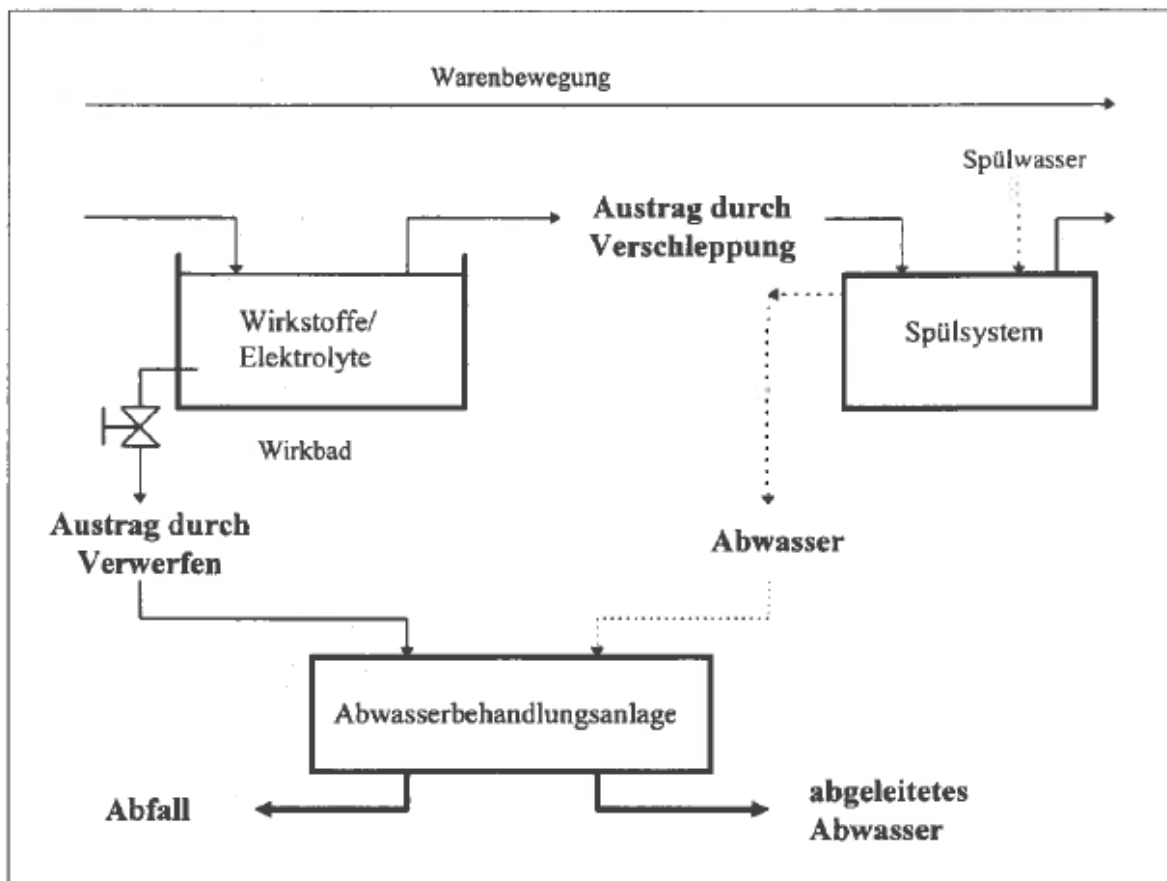 Warenbewegung
Spülwasser
Austrag durch
Verschleppung
Wirkstoffe/
Elektrolyte
Spülsystem
Wirkbad
Austrag durch
Verwerfen
Abwasser
Abwasserbehandlungsanlage
Abfall
abgeleitetes
Abwasser